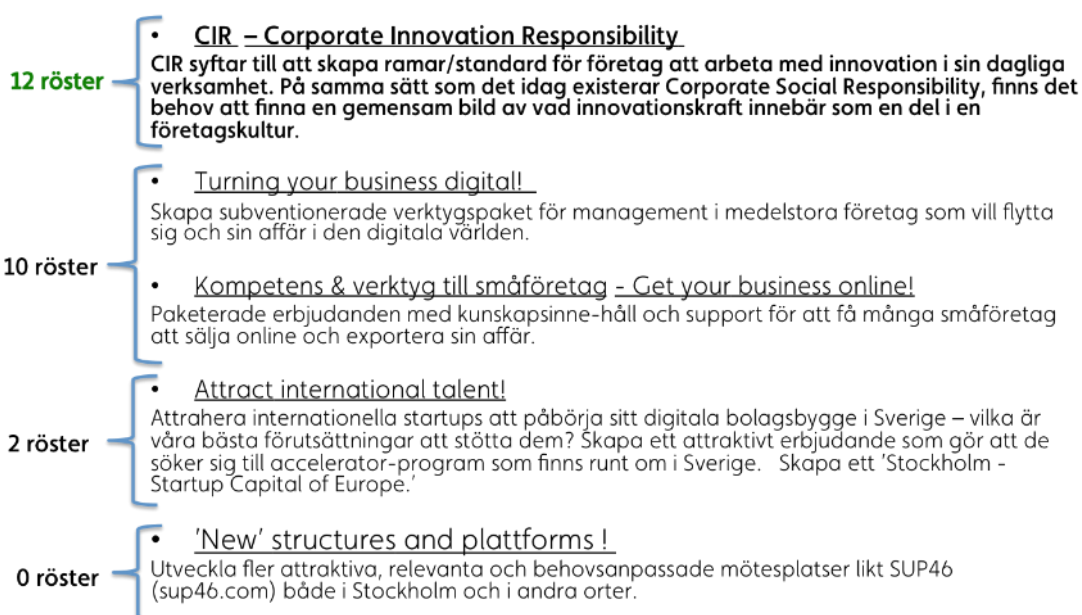 • CIR – Corporate Innovation Responsibility
CIR syftar till att skapa ramar/standard för företag att arbeta med innovation i sin dagliga
12 röster
verksamhet. På samma sätt som det idag existerar Corporate Social Responsibility, finns det
behov att finna en gemensam bild av vad innovationskraft innebär som en del i en
företagskultur.
• Turning your business digital!
Skapa subventionerade verktygspaket för management i medelstora företag som vill flytta
sig och sin affär i den digitala världen.
10 röster
• Kompetens & verktyg till småföretag - Get your business online!
Paketerade erbjudanden med kunskapsinne-håll och support för att få många småföretag
att sälja online och exportera sin affär.
• Attract international talent!
Attrahera internationella startups att påbörja sitt digitala bolagsbygge i Sverige – vilka är
2 röster
våra bästa förutsättningar att stötta dem? Skapa ett attraktivt erbjudande som gör att de
söker sig till accelerator-program som finns runt om i Sverige. Skapa ett 'Stockholm -
Startup Capital of Europe.'
• 'New' structures and plattforms !
0 röster
Utveckla fler attraktiva, relevanta och behovsanpassade mötesplatser likt SUP46
(sup46.com) både i Stockholm och i andra orter.